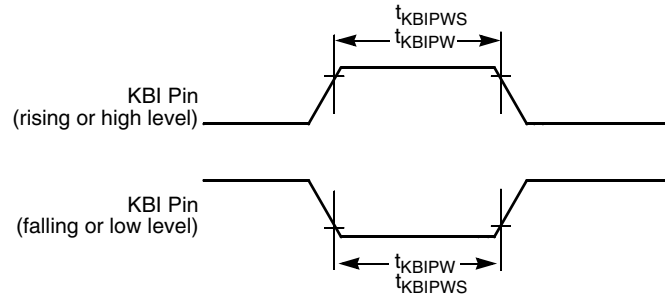 tKBIPWS
tKBIPW
KBI Pin
(rising or high level)
KBI Pin
(falling or low level)
tKBIPW
tKBIPWS